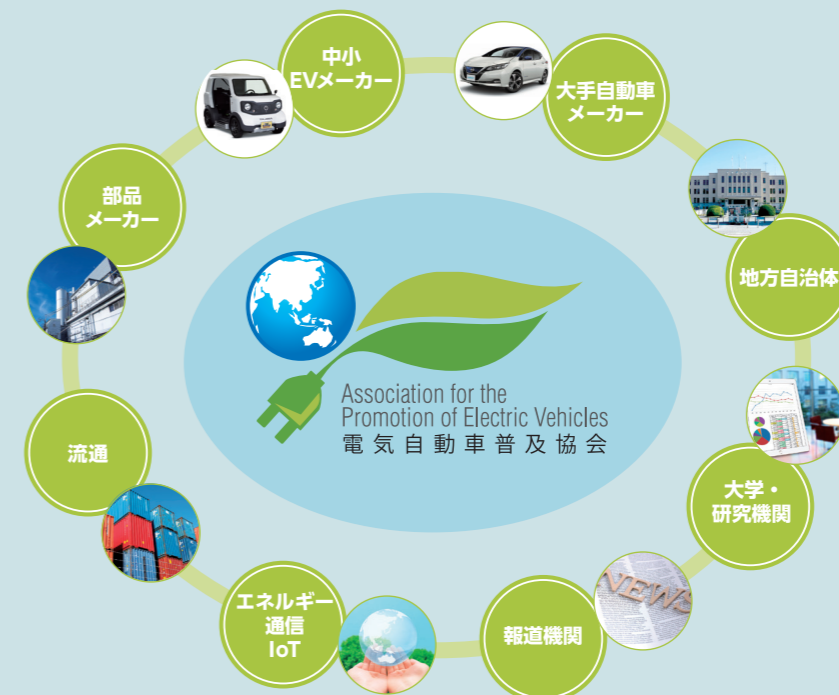 中小
EVメーカー
大手自動車
メーカー
部品
メーカー
地方自治体
Association for the
Promotion of Electric Vehicles
電気自動車普及協会
流通
大学・
研究機関
エネルギー
通信
IoT
報道機関
NEWS